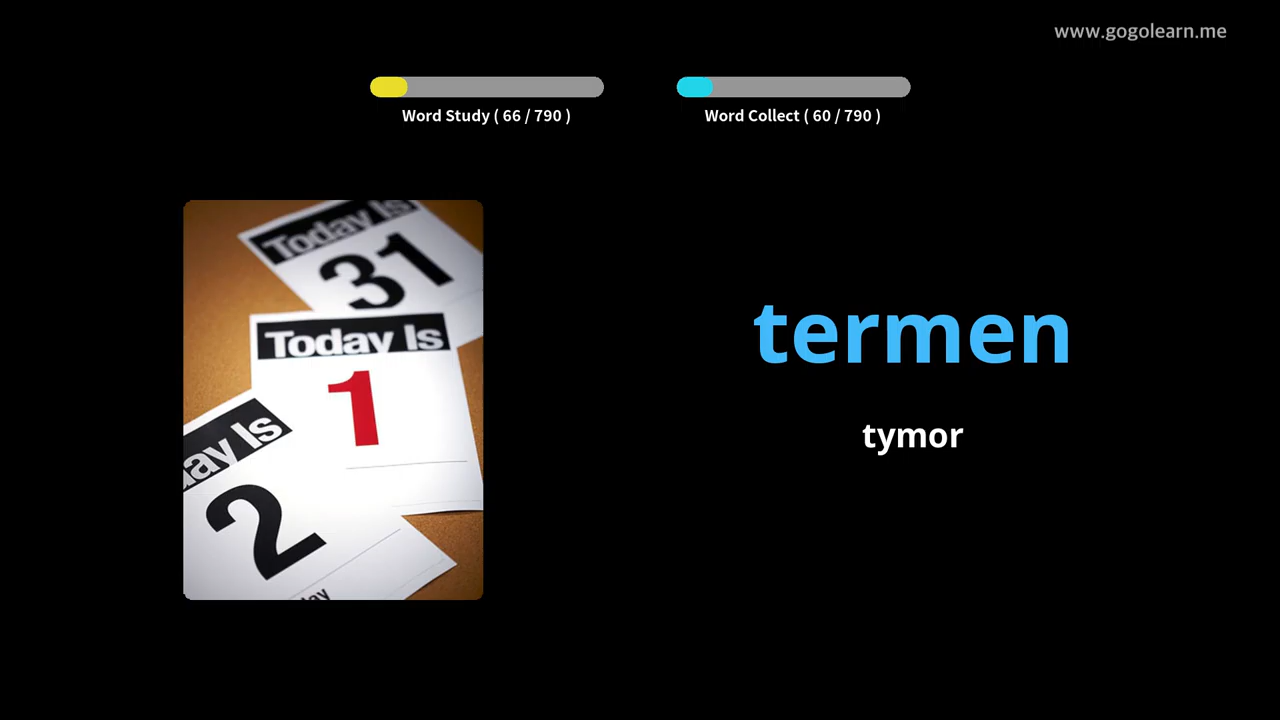 www.gogolearn.me
Word Study ( 66 / 790 )
Word Collect ( 60 / 790 )
Today Is
31
Today Is
1
ay Is
2
ay
termen
tymor